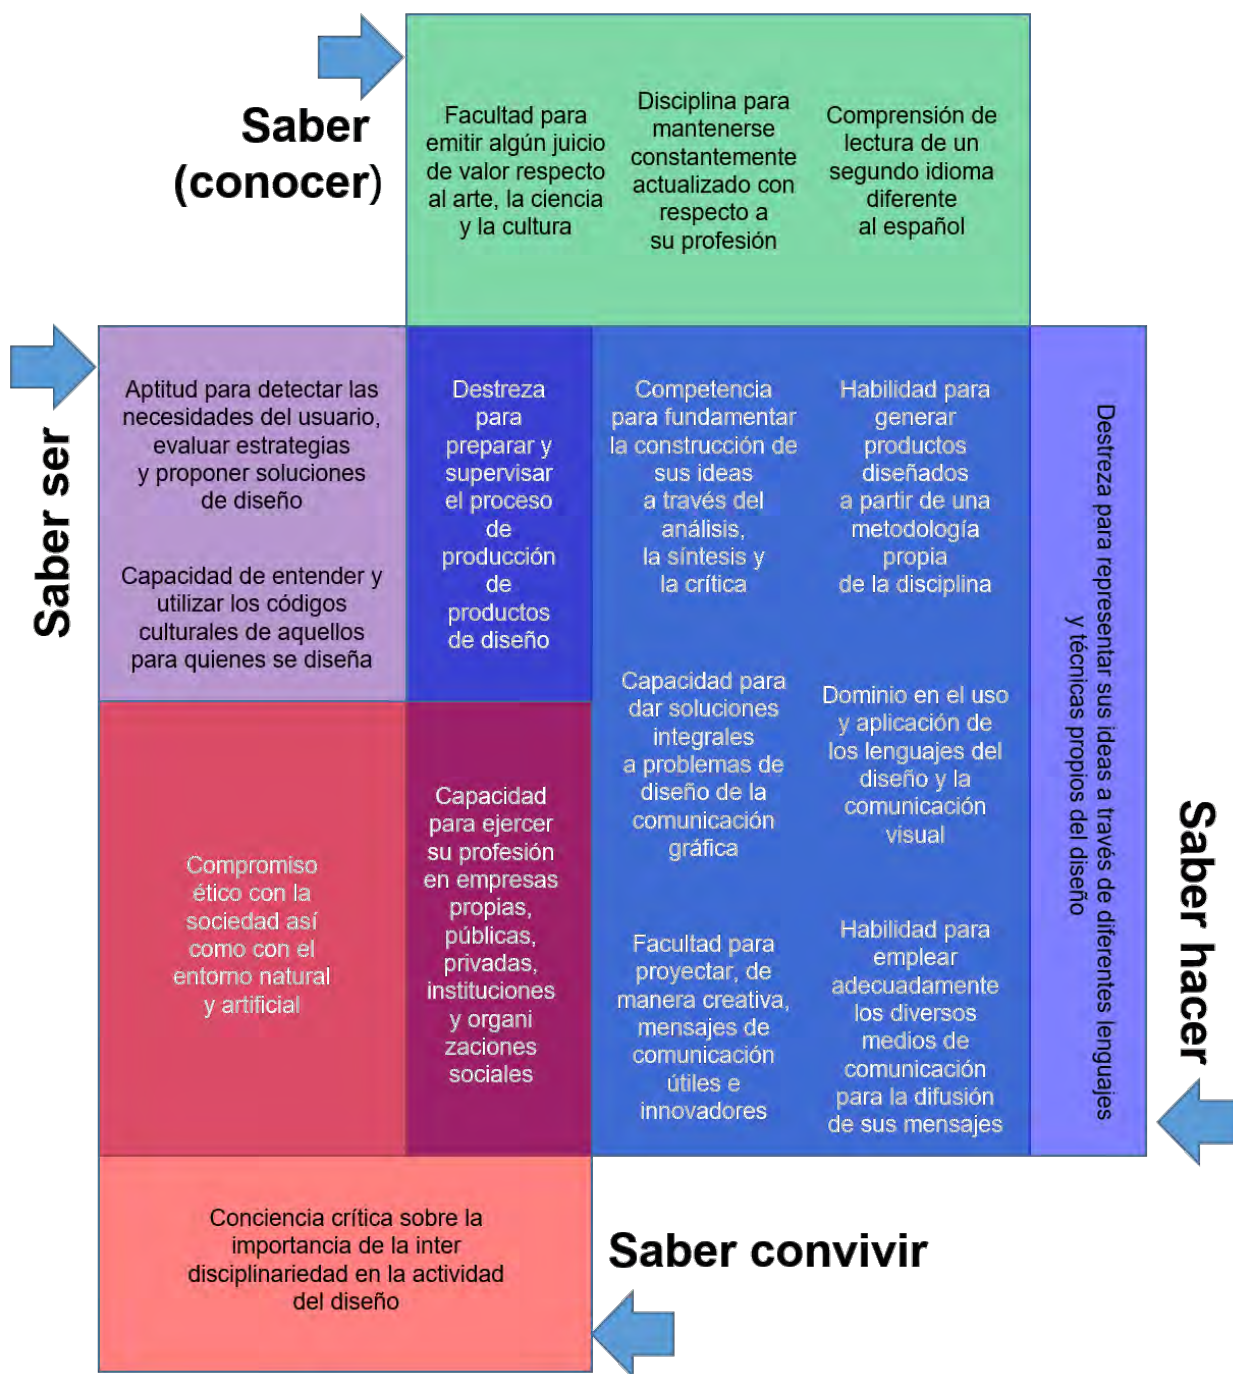 Saber
(conocer)
Facultad para
emitir algún juicio
de valor respecto
al arte, la ciencia
y la cultura
Disciplina para
mantenerse
constantemente
actualizado con
respecto a
su profesión
Comprensión de
lectura de un
segundo idioma
diferente
al español
Saber ser
Aptitud para detectar las
necesidades del usuario,
evaluar estrategias
y proponer soluciones
de diseño
Capacidad de entender y
utilizar los códigos
culturales de aquellos
para quienes se diseña
Destreza
para
preparar y
supervisar
el proceso
de
producción
de
productos
de diseño
Competencia
para fundamentar
la construcción de
sus ideas
a través del
análisis,
la síntesis y
la crítica
Habilidad para
generar
productos
diseñados
a partir de una
metodología
propia
de la disciplina
Capacidad para
dar soluciones
integrales
a problemas de
diseño de la
comunicación
gráfica
Dominio en el uso
y aplicación de
los lenguajes del
diseño y la
comunicación
visual
Facultad para
proyectar, de
manera creativa,
mensajes de
comunicación
útiles e
innovadores
Habilidad para
emplear
adecuadamente
los diversos
medios de
comunicación
para la difusión
de sus mensajes
Destreza para representar sus ideas a través de diferentes lenguajes
y técnicas propios del diseño
Saber hacer
Compromiso
ético con la
sociedad así
como con el
entorno natural
y artificial
Capacidad
para ejercer
su profesión
en empresas
propias,
públicas,
privadas,
instituciones
y organi
zaciones
sociales
Conciencia crítica sobre la
importancia de la inter
disciplinariedad en la actividad
del diseño
Saber convivir